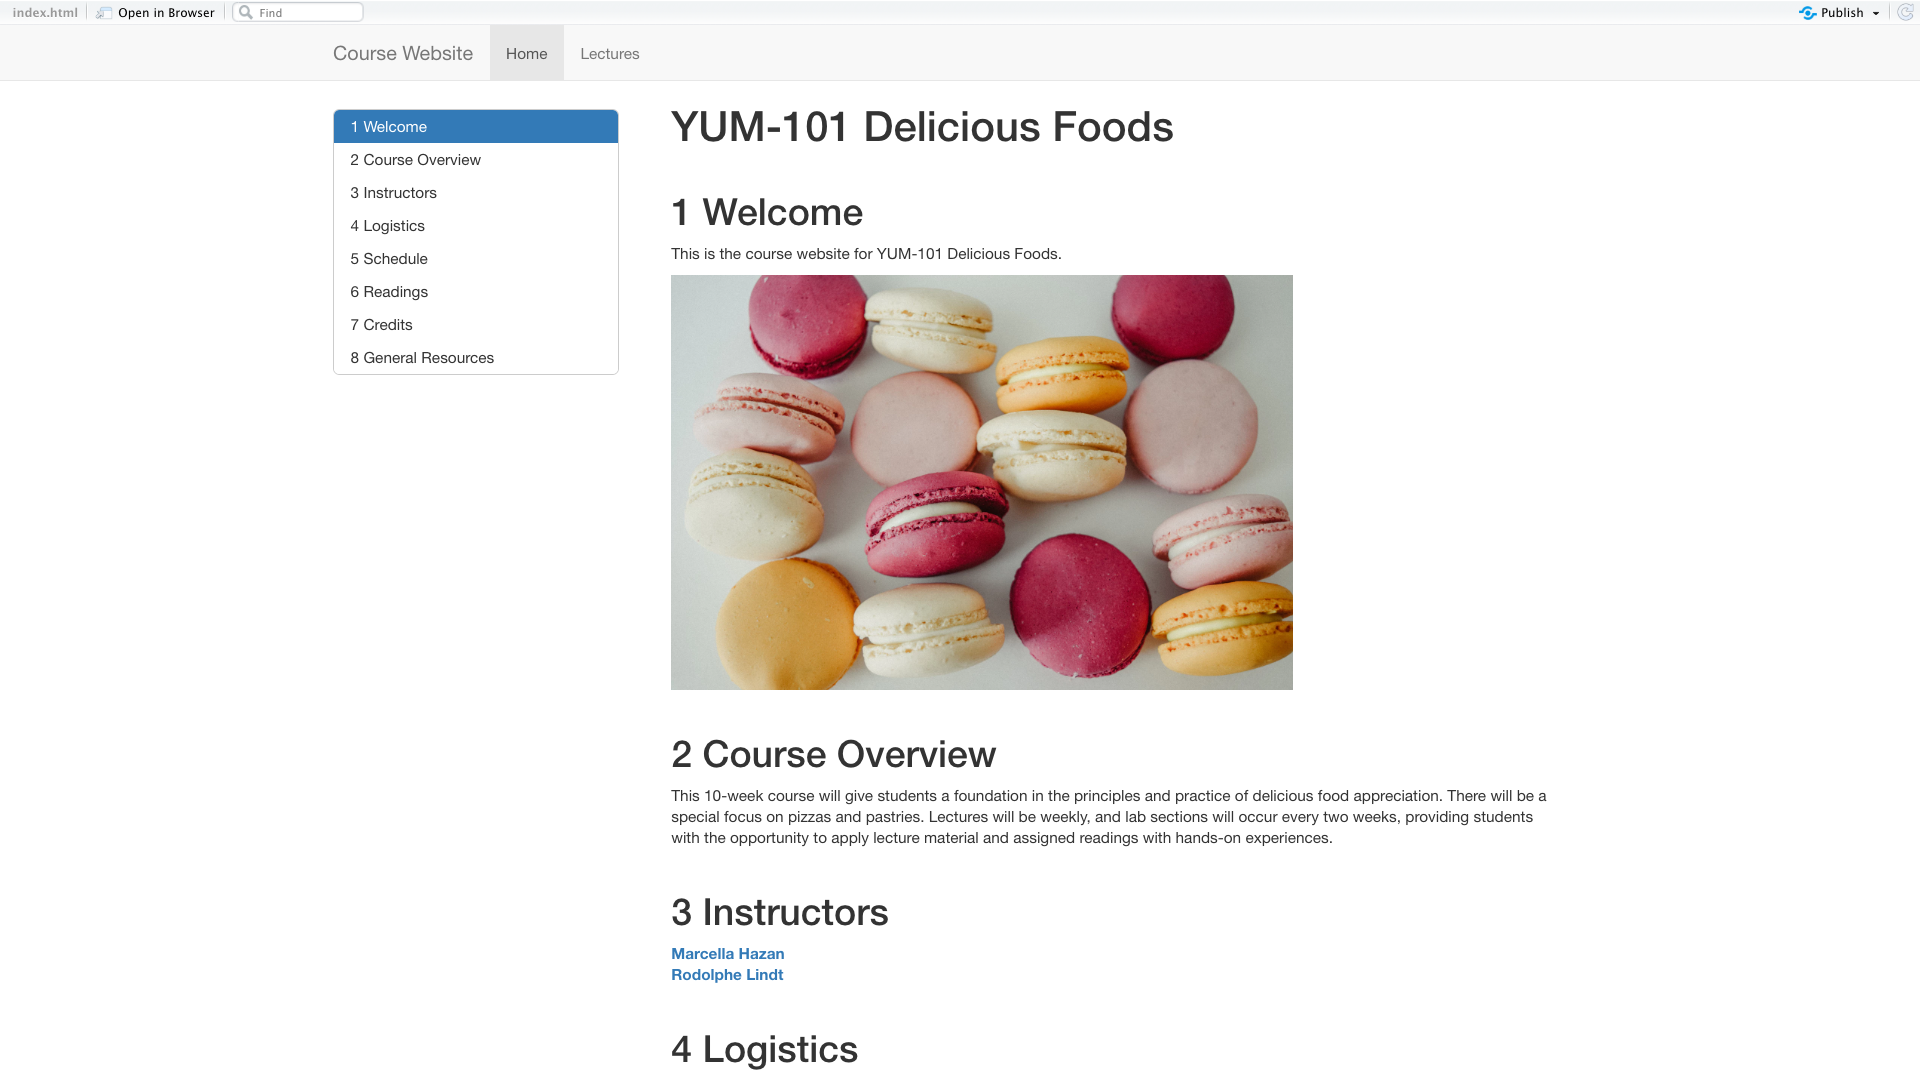 index.html Open in Browser Find Publish
Course Website Home Lectures
1 Welcome
2 Course Overview
3 Instructors
4 Logistics
5 Schedule
6 Readings
7 Credits
8 General Resources
YUM-101 Delicious Foods
1 Welcome
This is the course website for YUM-101 Delicious Foods.
2 Course Overview
This 10-week course will give students a foundation in the principles and practice of delicious food appreciation. There will be a
special focus on pizzas and pastries. Lectures will be weekly, and lab sections will occur every two weeks, providing students
with the opportunity to apply lecture material and assigned readings with hands-on experiences.
3 Instructors
Marcella Hazan
Rodolphe Lindt
4 Logistics